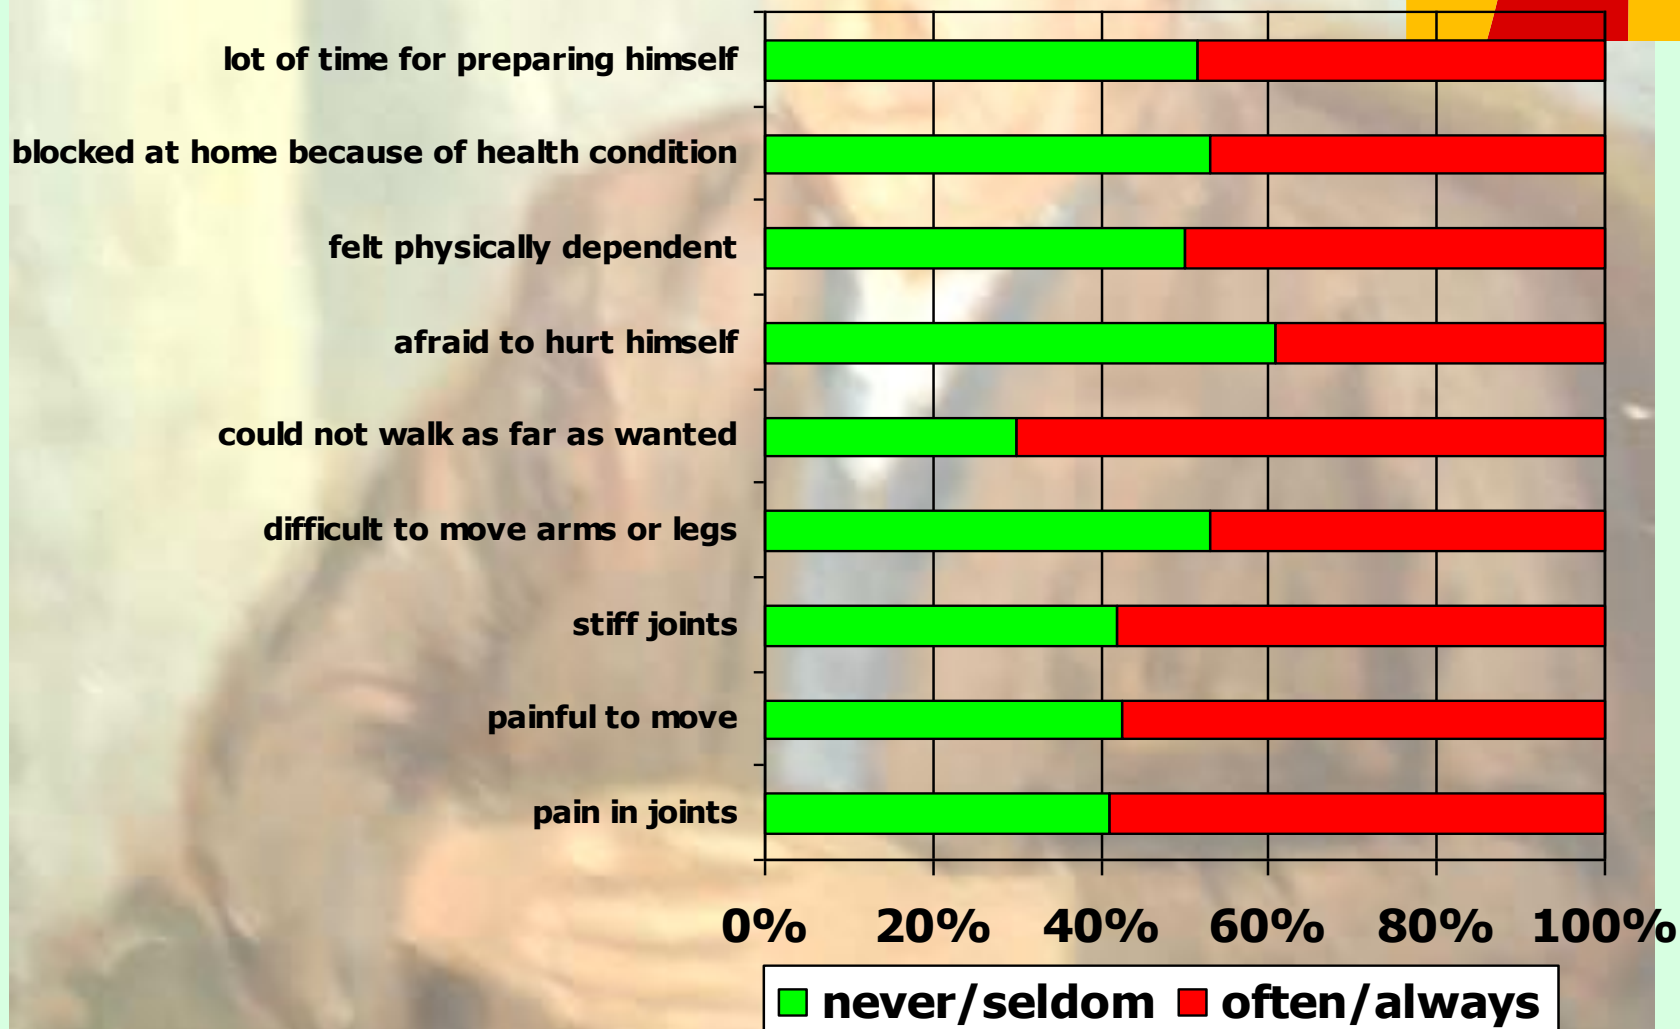 lot of time for preparing himself
blocked at home because of health condition
felt physically dependent
afraid to hurt himself
could not walk as far as wanted
difficult to move arms or legs
stiff joints
painful to move
pain in joints
0% 20% 40% 60% 80% 100%
never/seldom often/always